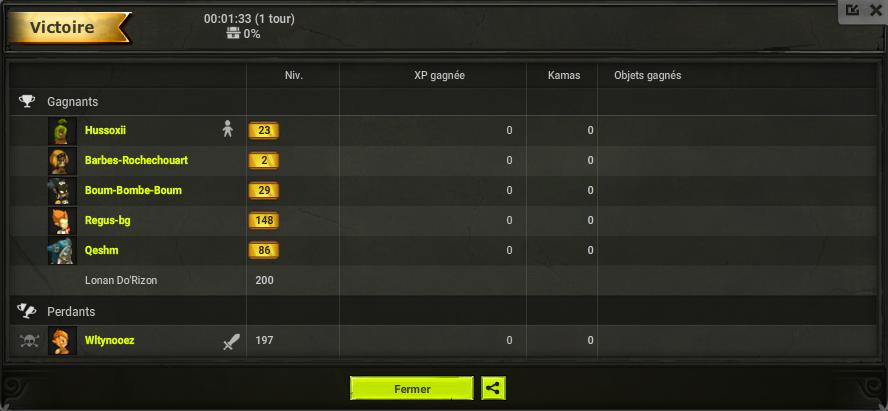 Victoire
00:01:33 (1 tour)
0%
Niv. XP gagnée Kamas Objets gagnés
Gagnants
Hussoxii 23 0 0
Barbes-Rochechouart 2 0 0
Boum-Bombe-Boum 29 0 0
Regus-bg 148 0 0
Qeshm 86 0 0
Lonan Do'Rizon 200
Perdants
Wltynooez 197 0 0
Fermer